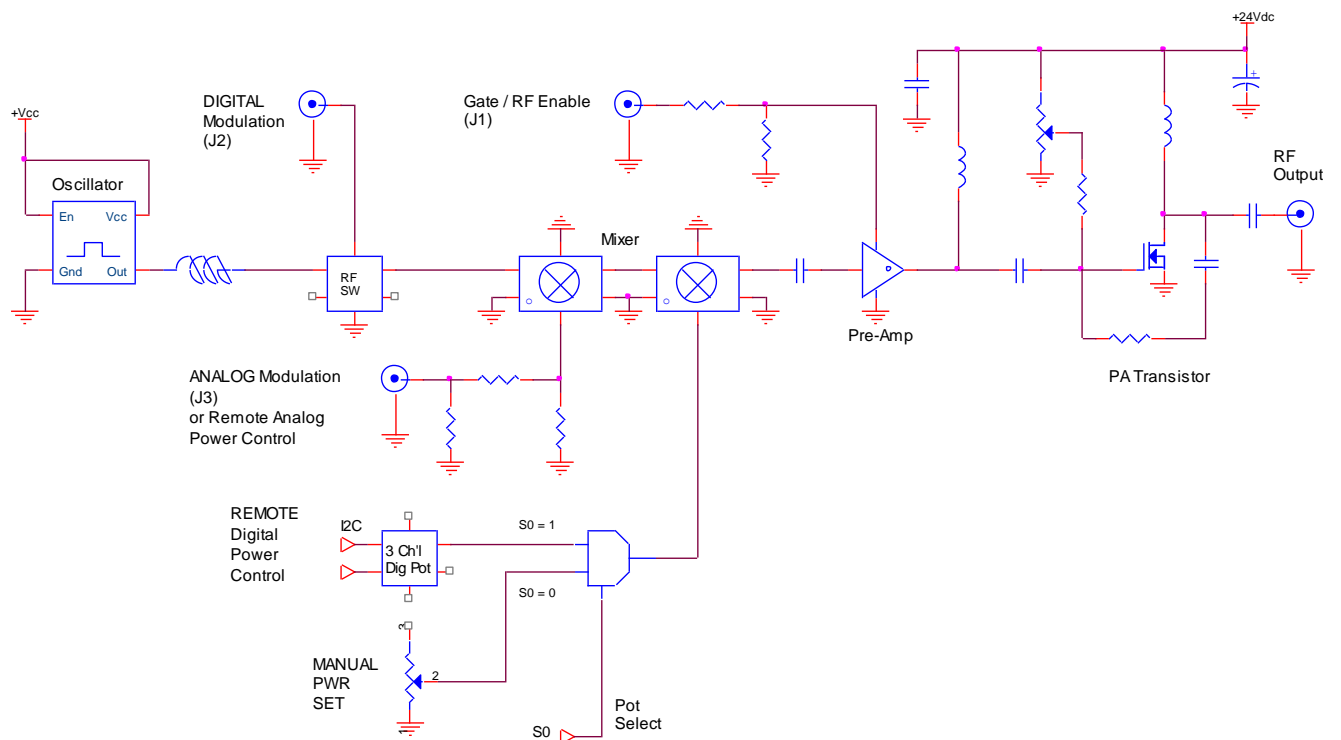 +24Vdc
DIGITAL
Modulation
(J2)
Gate / RF Enable
(J1)
+Vcc
Oscillator
En
Vcc
Gnd
Out
RF
SW
Mixer
Pre-Amp
RF
Output
PA Transistor
ANALOG Modulation
(J3)
or Remote Analog
Power Control
REMOTE
Digital
Power
Control
I2C
3 Ch'l
Dig Pot
S0 = 1
S0 = 0
MANUAL
PWR
SET
3
2
1
Pot
Select
S0